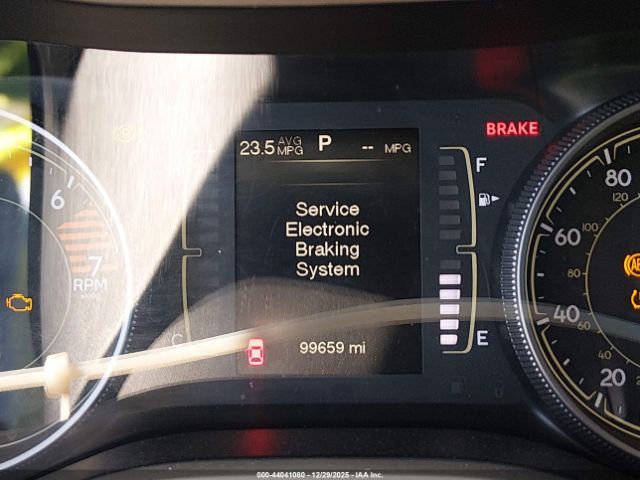 23.5 AVG MPG P -- MPG
BRAKE
Service
Electronic
Braking
System
99659 mi
F
E
C
6
7
RPM
80
60
40
20
120
100
80
60
40
20
000-44041080 - 12/29/2025 - IAA Inc.